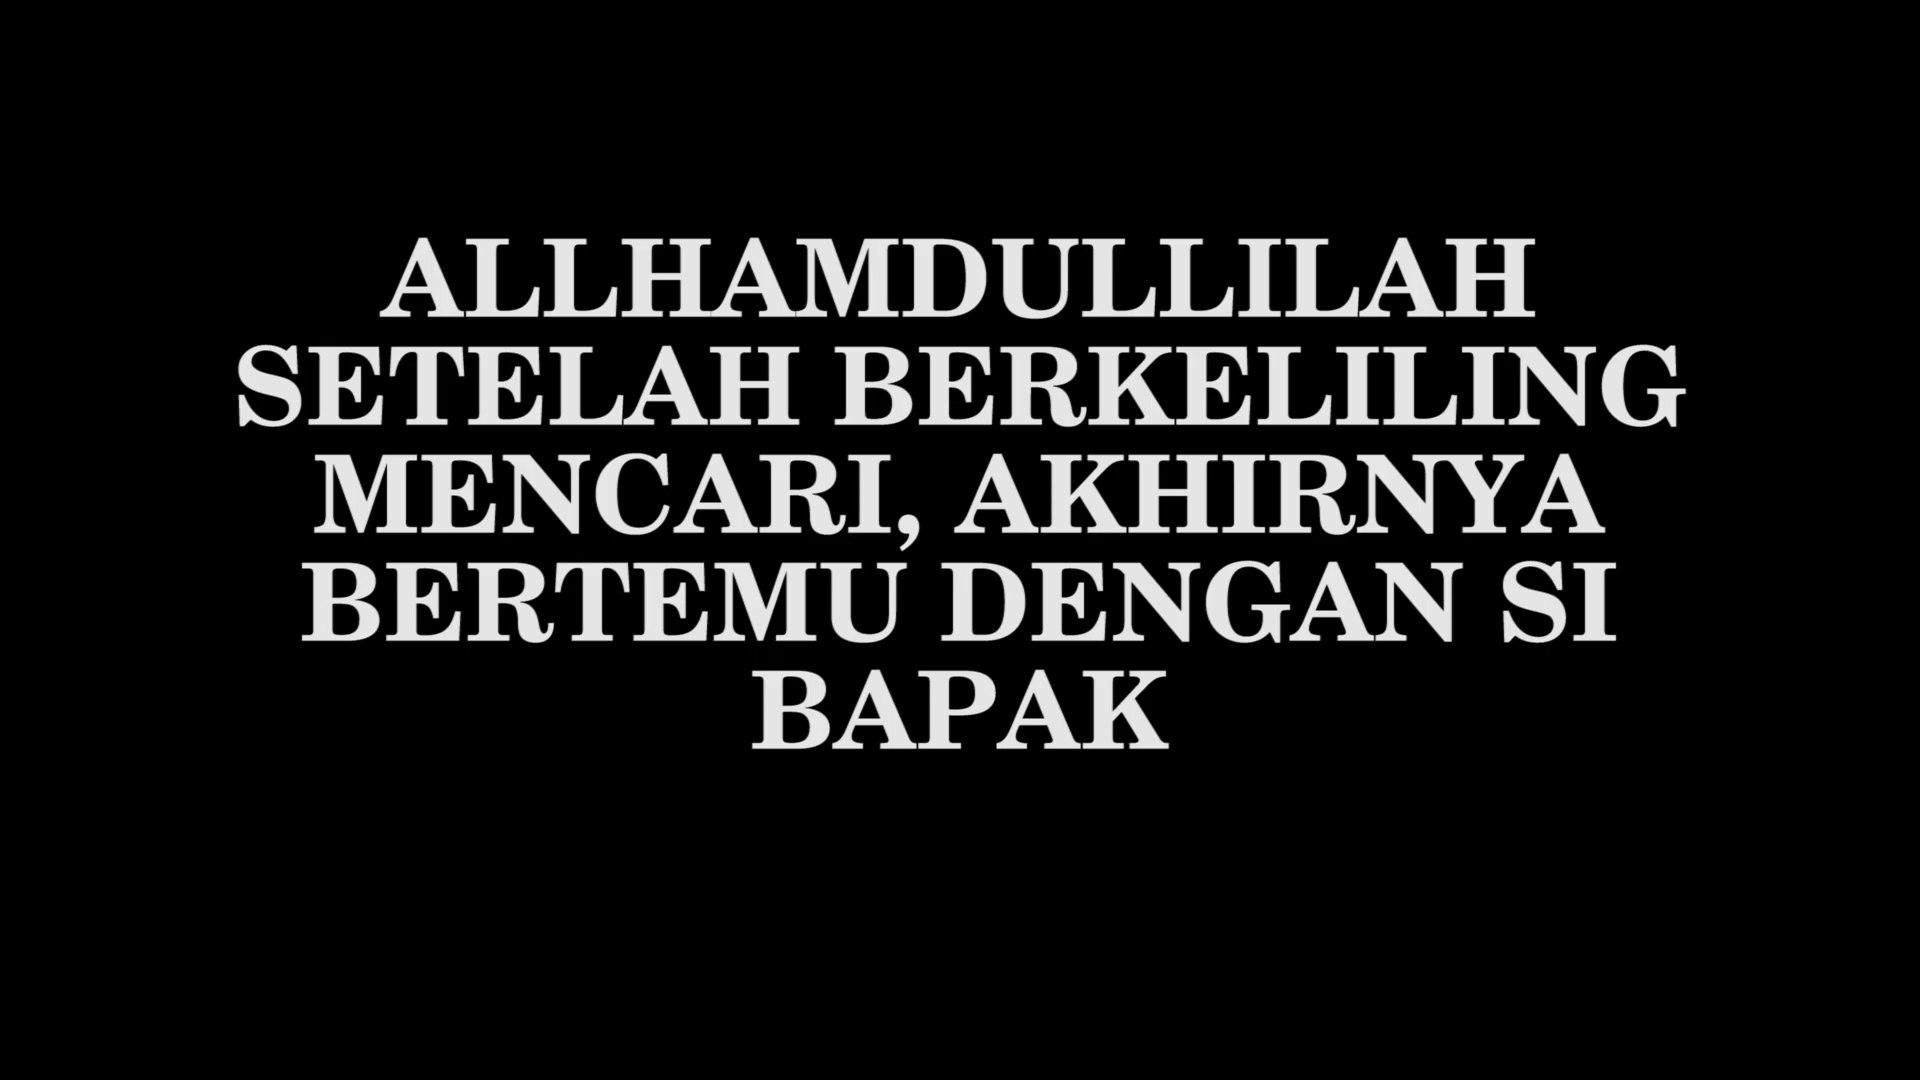 ALLHAMDULLILAH
SETELAH BERKELILING
MENCARI, AKHIRNYA
BERTEMU DENGAN SI
BAPAK